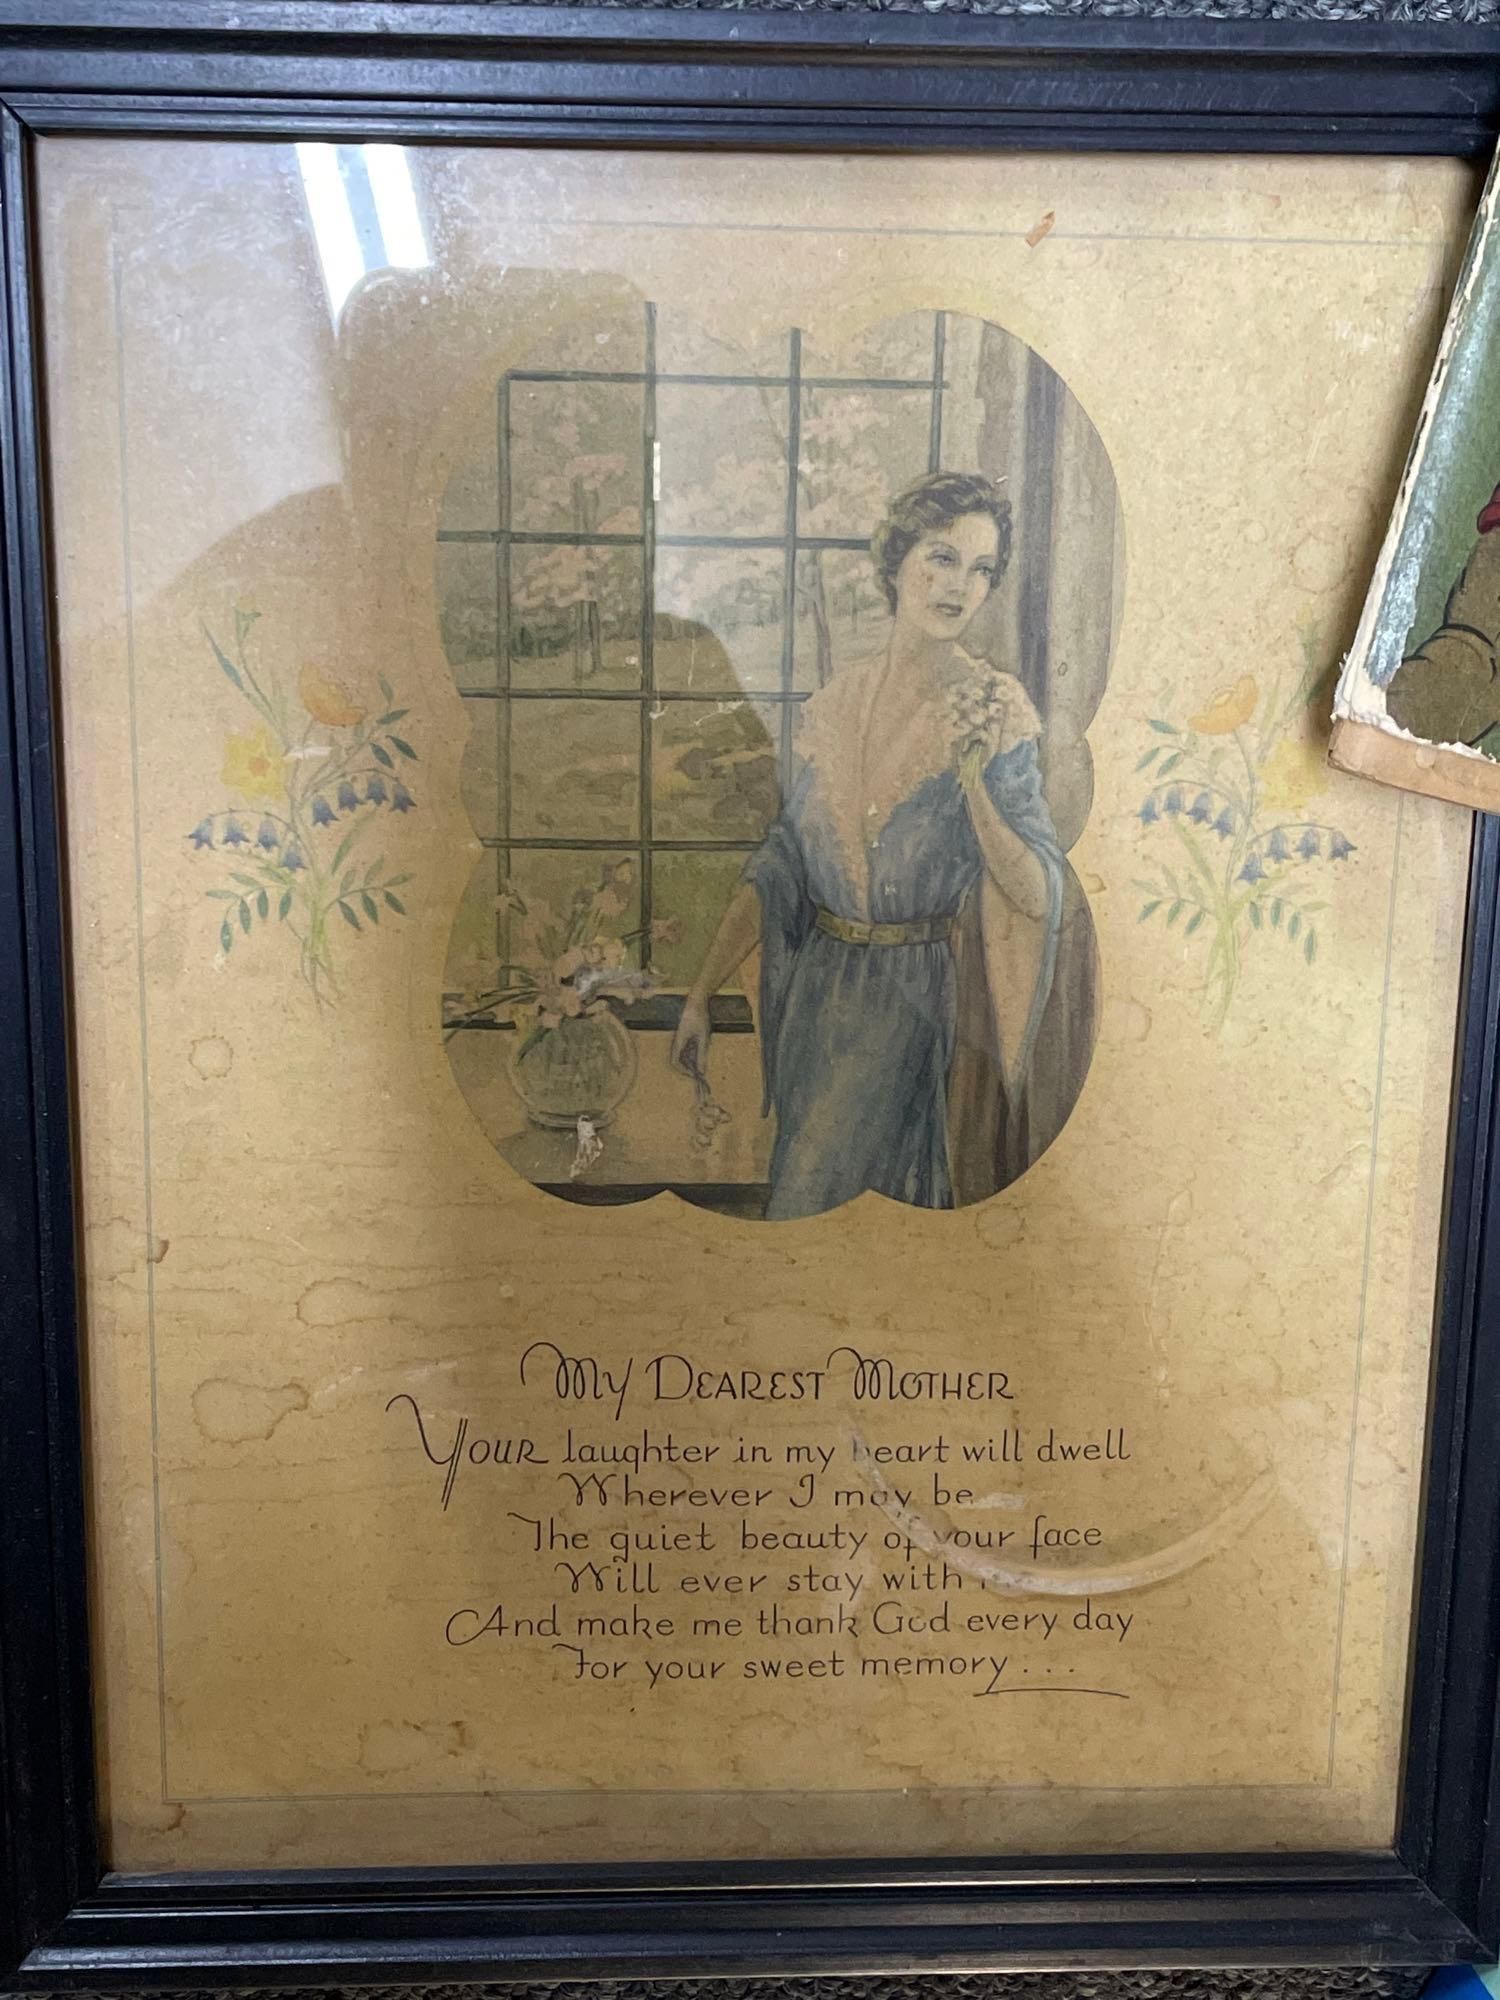 My Dearest Mother
Your laughter in my heart will dwell
Wherever I may be
The quiet beauty of your face
Will ever stay with
And make me thank God every day
For your sweet memory...